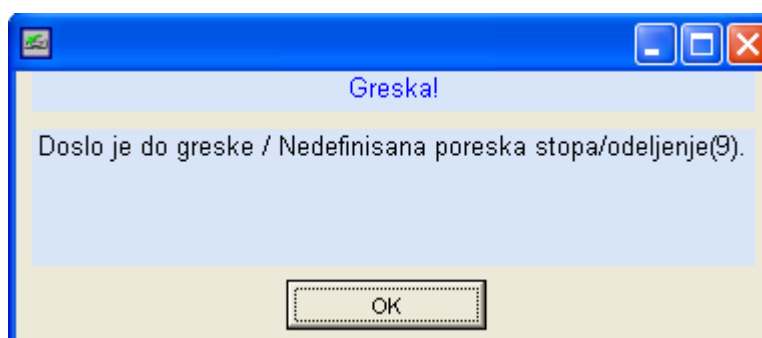 Greska!
Doslo je do greske / Nedefinisana poreska stopa/odeljenje(9).
OK